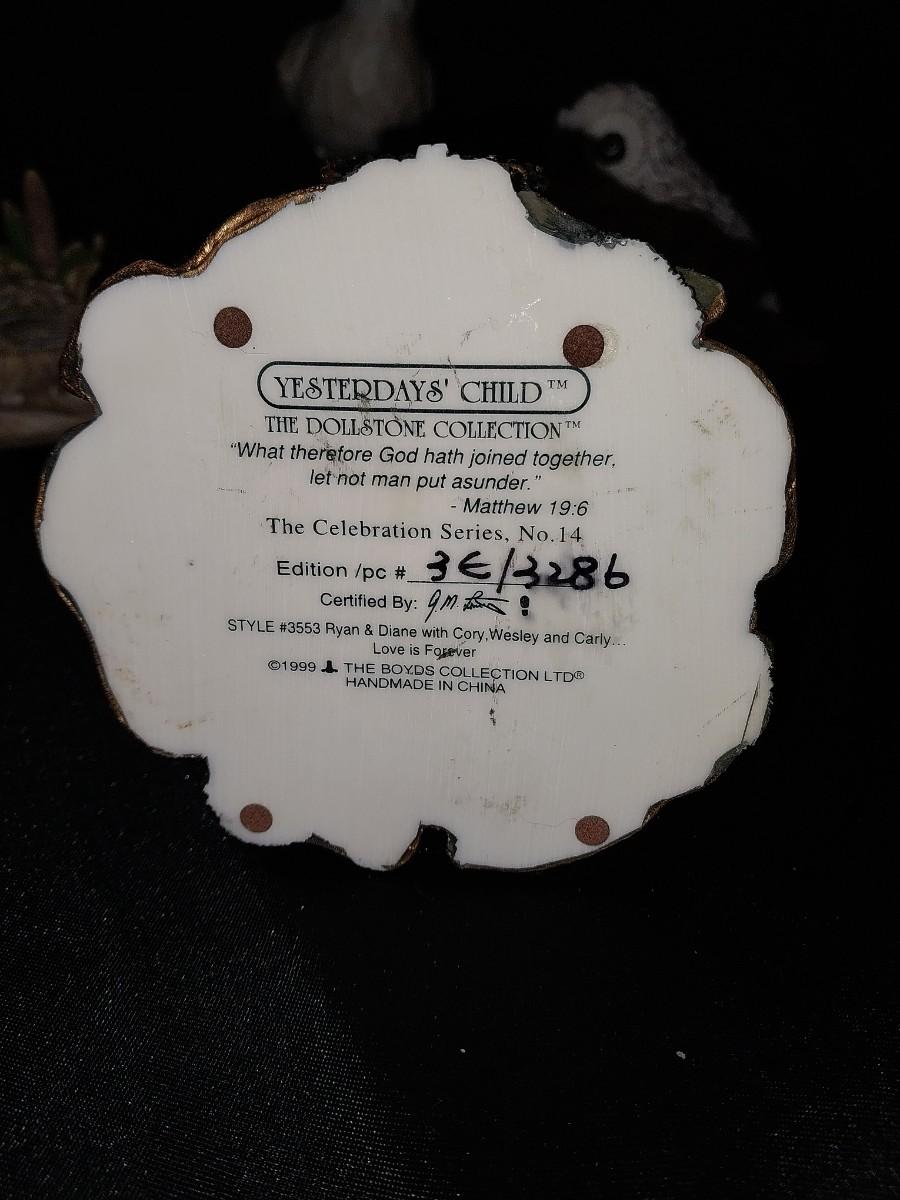 YESTERDAYS' CHILD™
THE DOLLSTONE COLLECTION™
“What therefore God hath joined together,
let not man put asunder.”
- Matthew 19:6
The Celebration Series, No.14
Edition /pc # 3E/3286
Certified By:
STYLE #3553 Ryan & Diane with Cory,Wesley and Carly...
Love is Forever
©1999 THE BOYDS COLLECTION LTD®
HANDMADE IN CHINA